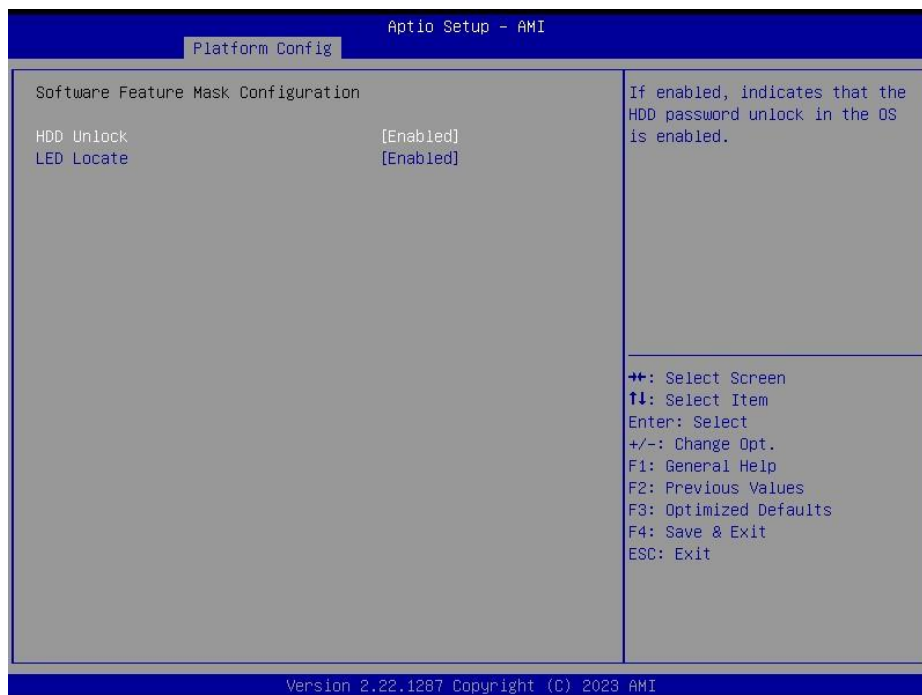 Aptio Setup - AMI
Platform Config
Software Feature Mask Configuration
HDD Unlock [Enabled]
LED Locate [Enabled]
If enabled, indicates that the
HDD password unlock in the OS
is enabled.
→←: Select Screen
↑↓: Select Item
Enter: Select
+/-: Change Opt.
F1: General Help
F2: Previous Values
F3: Optimized Defaults
F4: Save & Exit
ESC: Exit
Version 2.22.1287 Copyright (C) 2023 AMI